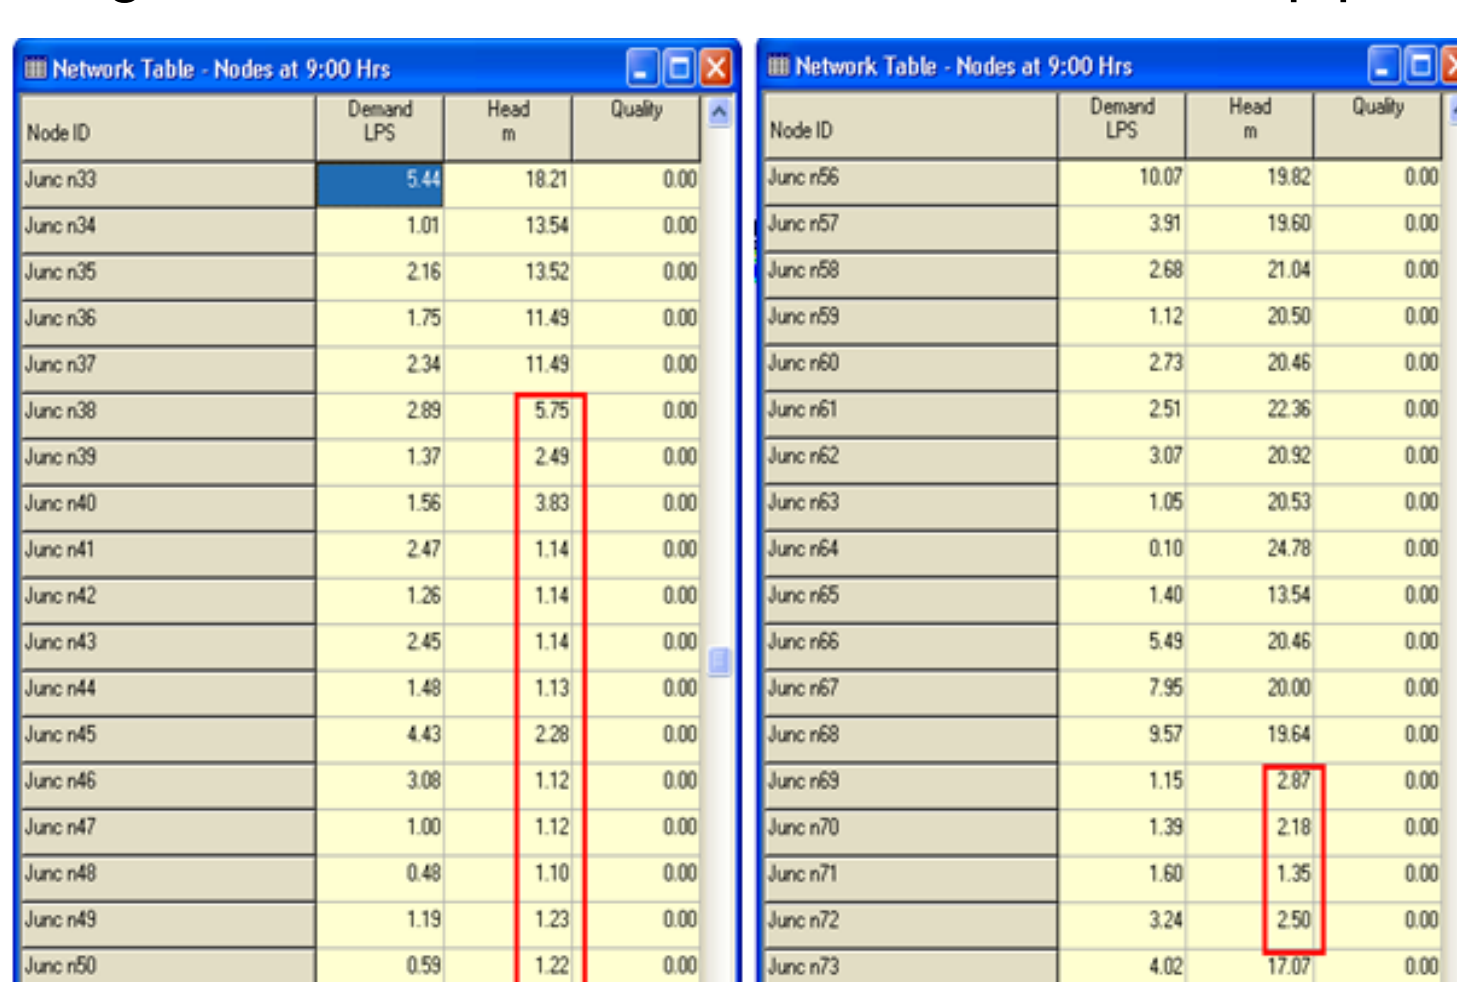 Network Table - Nodes at 9:00 Hrs
Node ID Demand LPS Head m Quality
Junc n33 5.44 18.21 0.00
Junc n34 1.01 13.54 0.00
Junc n35 2.16 13.52 0.00
Junc n36 1.75 11.49 0.00
Junc n37 2.34 11.49 0.00
Junc n38 2.89 5.75 0.00
Junc n39 1.37 2.49 0.00
Junc n40 1.56 3.83 0.00
Junc n41 2.47 1.14 0.00
Junc n42 1.26 1.14 0.00
Junc n43 2.45 1.14 0.00
Junc n44 1.48 1.13 0.00
Junc n45 4.43 2.28 0.00
Junc n46 3.08 1.12 0.00
Junc n47 1.00 1.12 0.00
Junc n48 0.48 1.10 0.00
Junc n49 1.19 1.23 0.00
Junc n50 0.59 1.22 0.00
Network Table - Nodes at 9:00 Hrs
Node ID Demand LPS Head m Quality
Junc n56 10.07 19.82 0.00
Junc n57 3.91 19.60 0.00
Junc n58 2.68 21.04 0.00
Junc n59 1.12 20.50 0.00
Junc n60 2.73 20.46 0.00
Junc n61 2.51 22.36 0.00
Junc n62 3.07 20.92 0.00
Junc n63 1.05 20.53 0.00
Junc n64 0.10 24.78 0.00
Junc n65 1.40 13.54 0.00
Junc n66 5.49 20.46 0.00
Junc n67 7.95 20.00 0.00
Junc n68 9.57 19.64 0.00
Junc n69 1.15 2.87 0.00
Junc n70 1.39 2.18 0.00
Junc n71 1.60 1.35 0.00
Junc n72 3.24 2.50 0.00
Junc n73 4.02 17.07 0.00